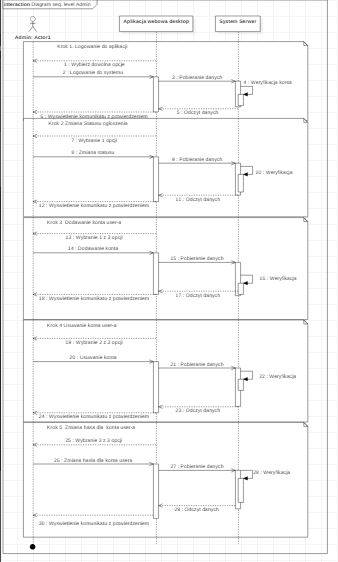 interaction Diagram seq. level Admin
Aplikacja webowa desktop
System Serwer
Admin: Actor1
Krok 1. Logowanie do aplikacji
1 : Wybierz dowolna opcje
2 : Logowanie do systemu
3 : Pobieranie danych
4 : Weryfikacja konta
5 : Odczyt danych
6 : Wyswietlenie komunikatu z powierdzeniem
Krok 2 Zmiana Statusu ogloszenia
7 : Wybranie 1 opcji
8 : Zmiana statusu
9 : Pobieranie danych
10 : Weryfikacja
11 : Odczyt danych
12 : Wyswietlenie komunikatu z powierdzeniem
Krok 3 Dodawanie konta user-a
13 : Wybranie 1 z 3 opcji
14 : Dodawanie konta
15 : Pobieranie danych
16 : Weryfikacja
17 : Odczyt danych
18 : Wyswietlenie komunikatu z powierdzeniem
Krok 4 Usuwanie konta user-a
19 : Wybranie 2 z 3 opcji
20 : Usuwanie konta
21 : Pobieranie danych
22 : Weryfikacja
23 : Odczyt danych
24 : Wyswietlenie komunikatu z powierdzeniem
Krok 5 Zmiana hasla dla konta user-a
25 : Wybranie 3 z 3 opcji
26 : Zmiana hasla dla konta usera
27 : Pobieranie danych
28 : Weryfikacja
29 : Odczyt danych
30 : Wyswietlenie komunikatu z powierdzeniem